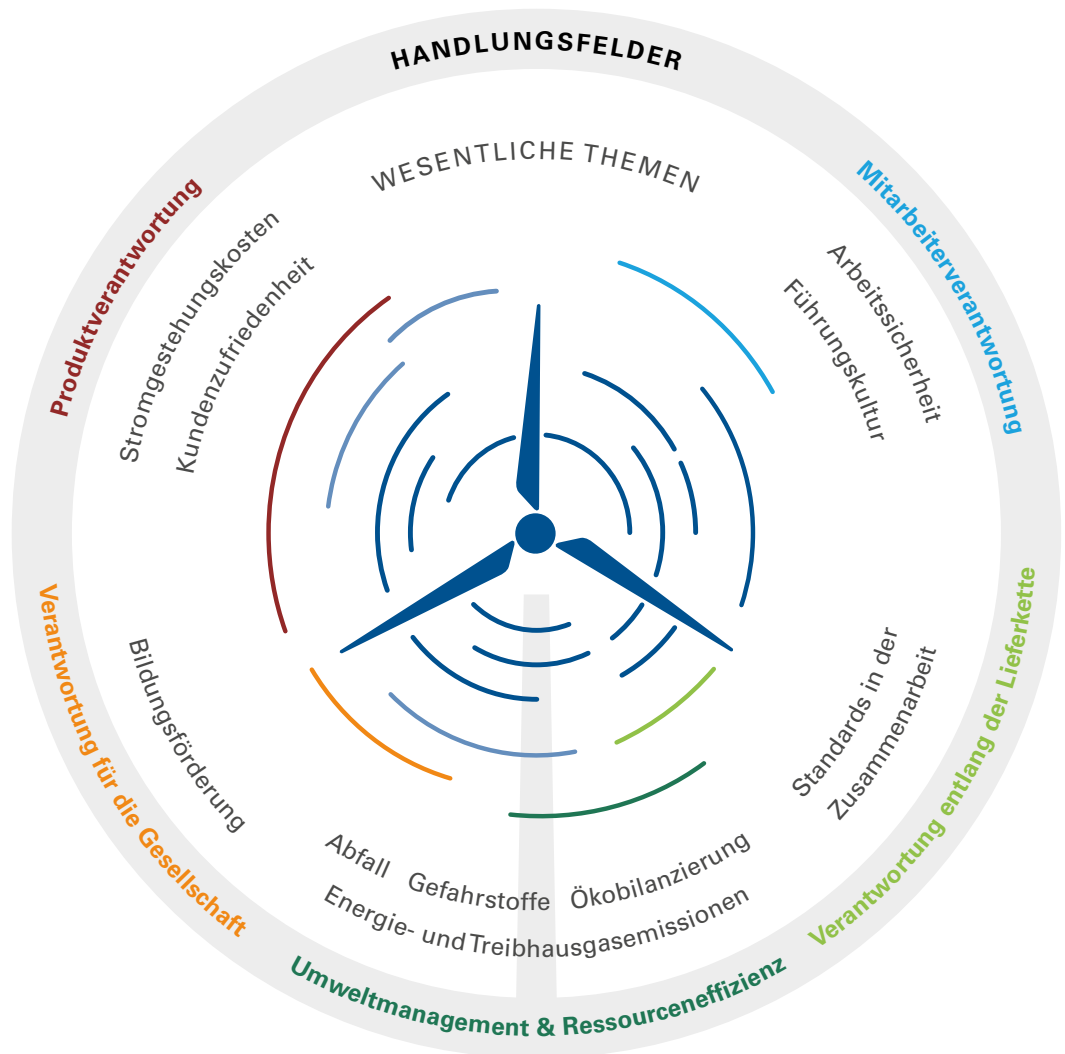 HANDLUNGSFELDER
WESENTLICHE THEMEN
Mitarbeiterverantwortung
Arbeitssicherheit
Führungskultur
Verantwortung entlang der Lieferkette
Standards in der
Zusammenarbeit
Umweltmanagement & Ressourceneffizienz
Abfall Gefahrstoffe Ökobilanzierung
Energie- und Treibhausgasemissionen
Verantwortung für die Gesellschaft
Bildungsförderung
Produktverantwortung
Stromgestehungskosten
Kundenzufriedenheit